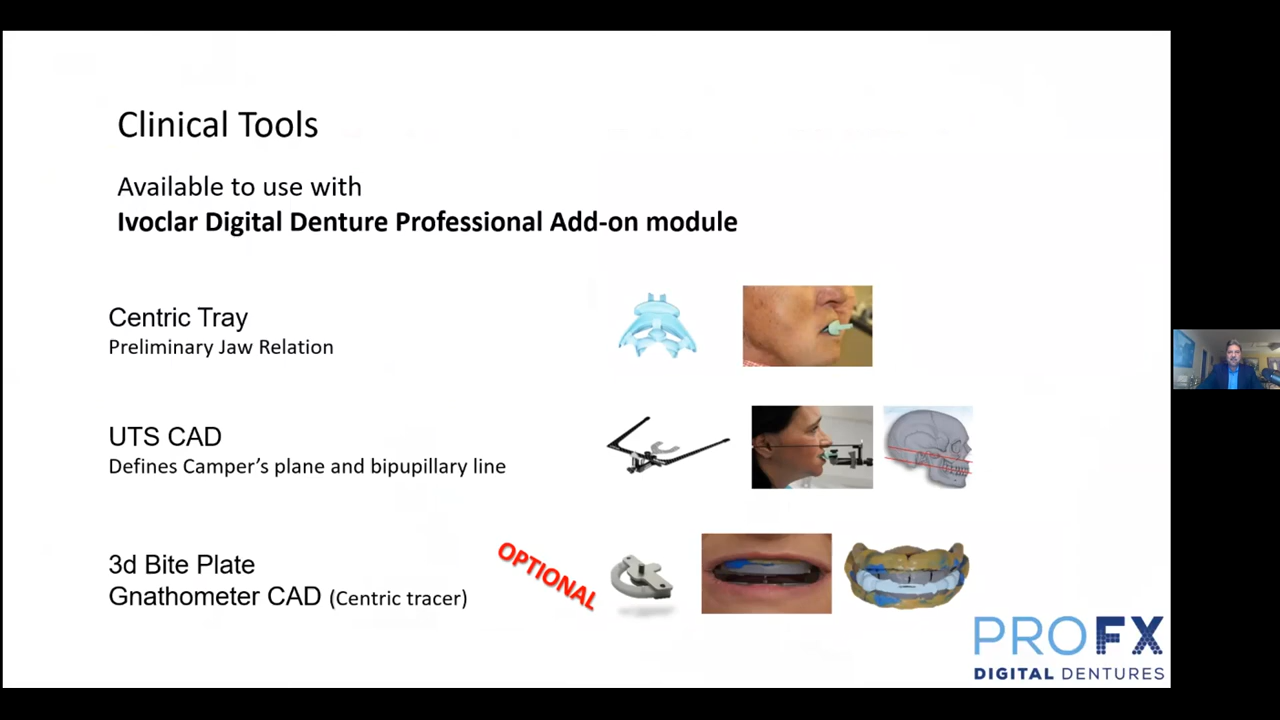 Clinical Tools
Available to use with
Ivoclar Digital Denture Professional Add-on module
Centric Tray
Preliminary Jaw Relation
UTS CAD
Defines Camper's plane and bipupillary line
3d Bite Plate
Gnathometer CAD (Centric tracer)
OPTIONAL
PROFX
DIGITAL DENTURES